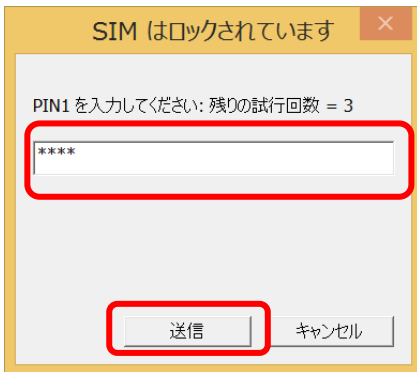 SIM はロックされています
PIN1 を入力してください: 残りの試行回数 = 3
****
送信 キャンセル